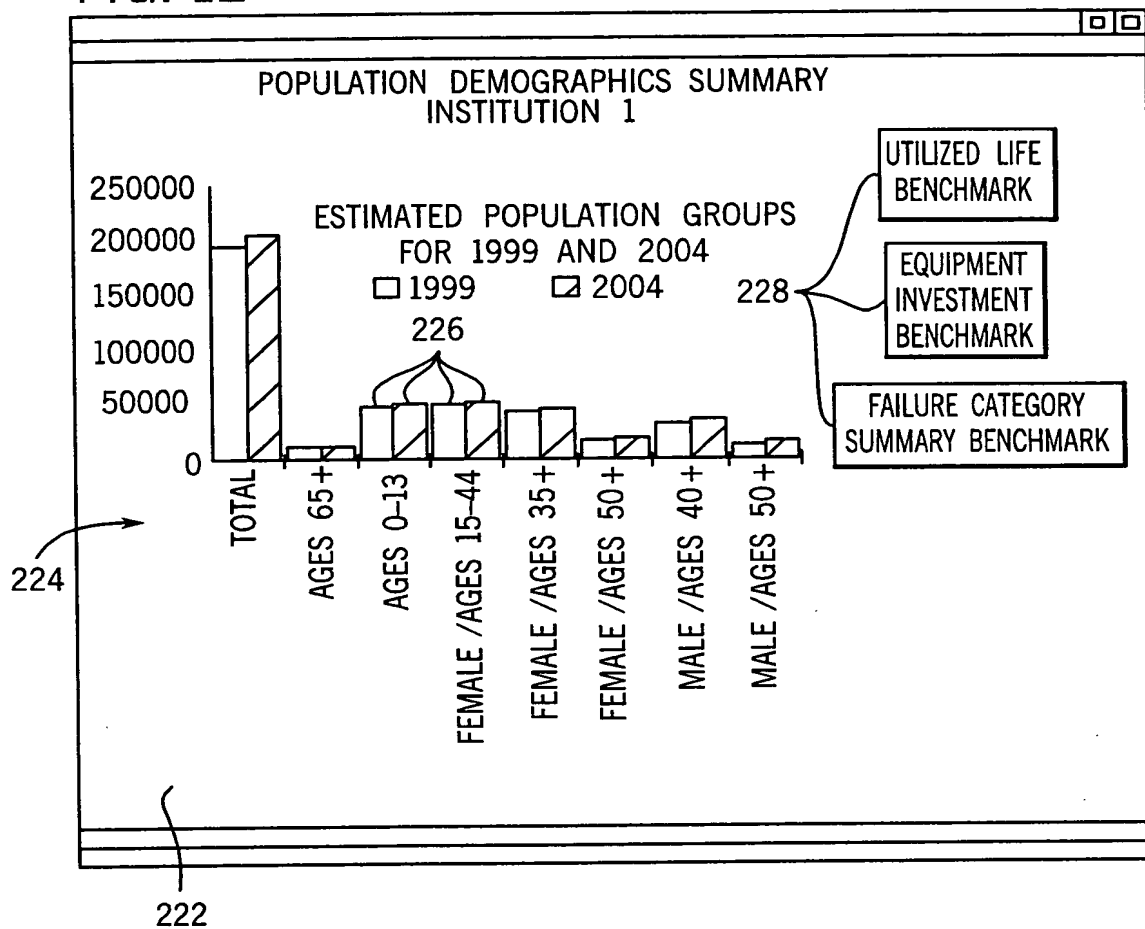 POPULATION DEMOGRAPHICS SUMMARY
INSTITUTION 1
UTILIZED LIFE
BENCHMARK
250000
200000
150000
100000
50000
0
ESTIMATED POPULATION GROUPS
FOR 1999 AND 2004
1999
2004
226
228
EQUIPMENT
INVESTMENT
BENCHMARK
FAILURE CATEGORY
SUMMARY BENCHMARK
TOTAL
AGES 65+
AGES 0-13
FEMALE /AGES 15-44
FEMALE /AGES 35+
FEMALE /AGES 50+
MALE /AGES 40+
MALE /AGES 50+
224
222